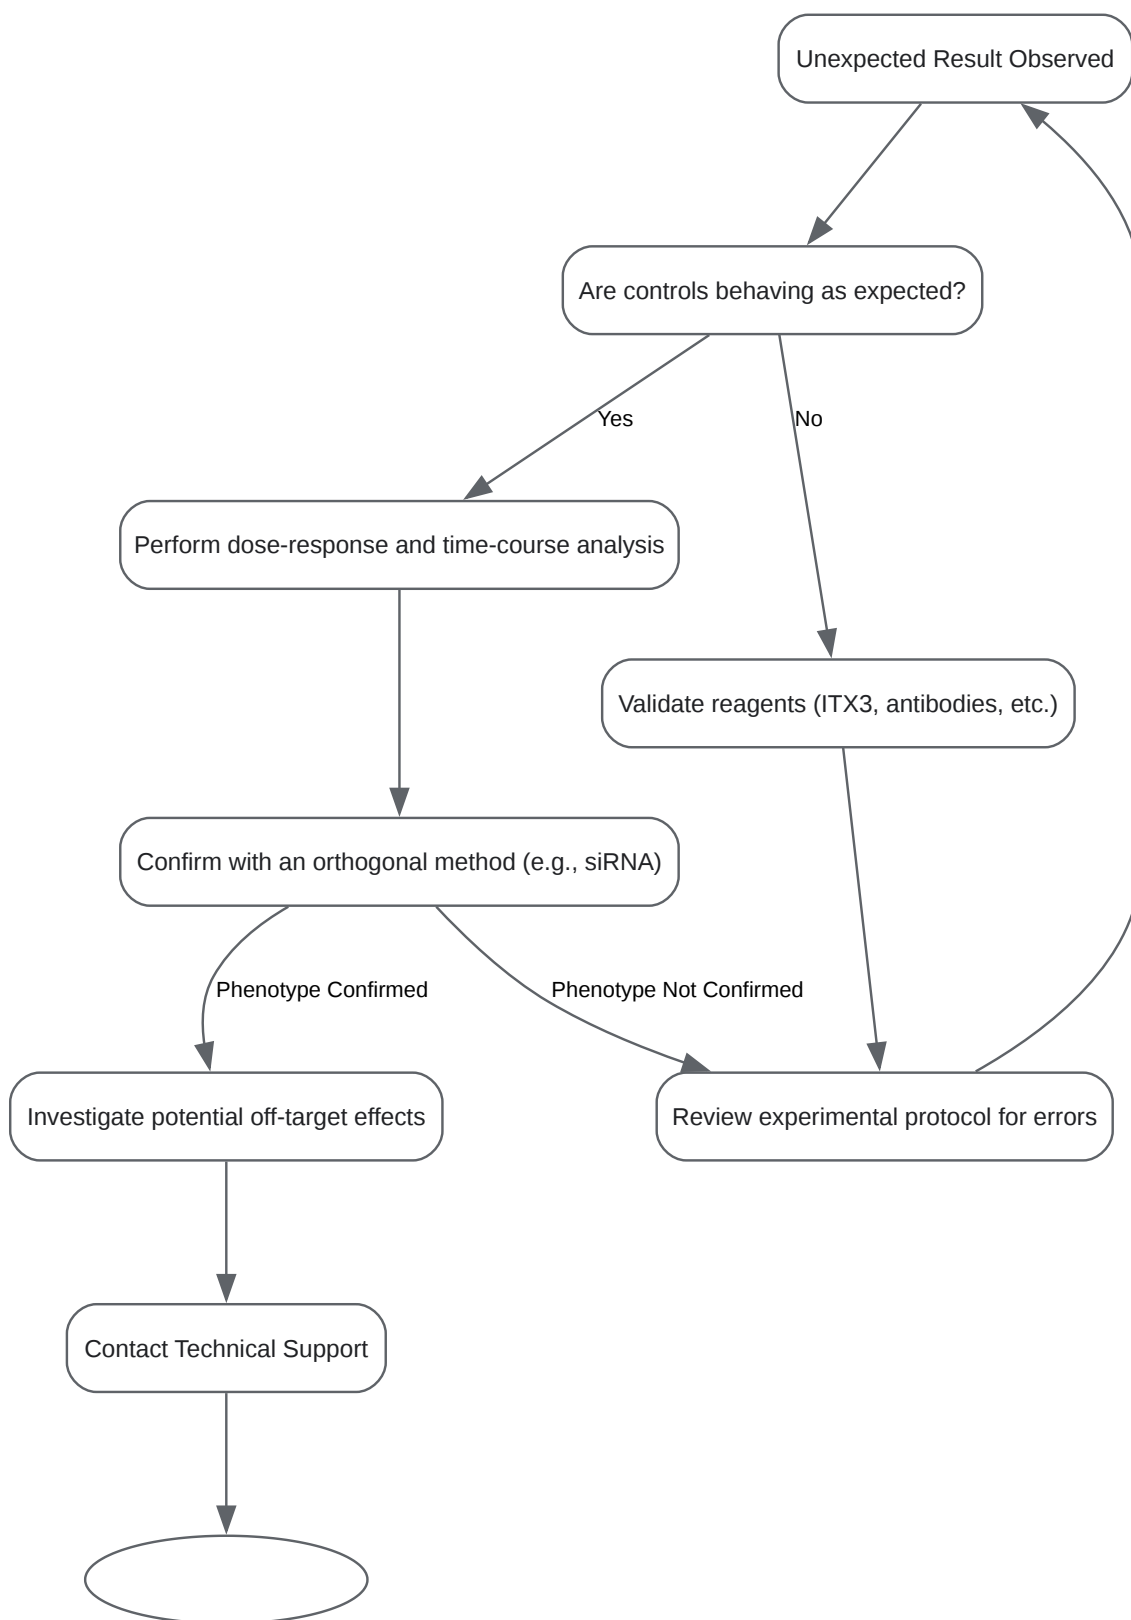 Unexpected Result Observed
Are controls behaving as expected?
Yes
No
Perform dose-response and time-course analysis
Validate reagents (ITX3, antibodies, etc.)
Confirm with an orthogonal method (e.g., siRNA)
Phenotype Confirmed
Phenotype Not Confirmed
Investigate potential off-target effects
Review experimental protocol for errors
Contact Technical Support